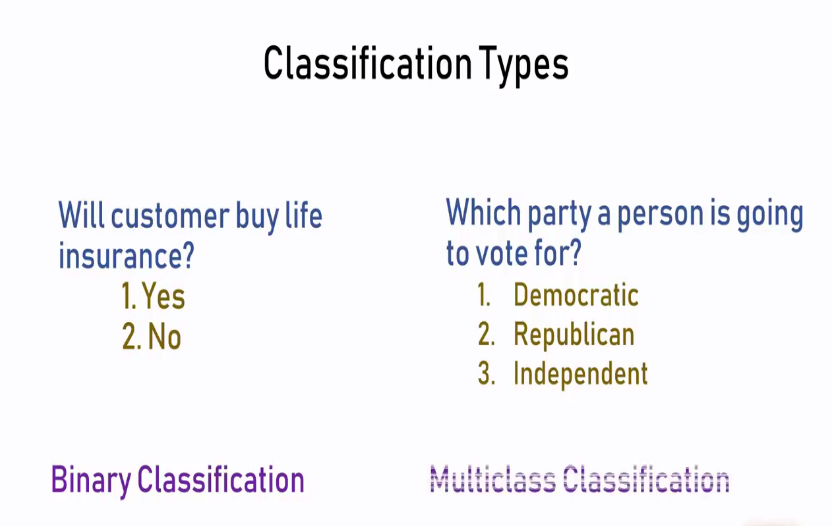 Classification Types
Will customer buy life
insurance?
1. Yes
2. No
Binary Classification
Which party a person is going
to vote for?
1. Democratic
2. Republican
3. Independent
Multiclass Classification